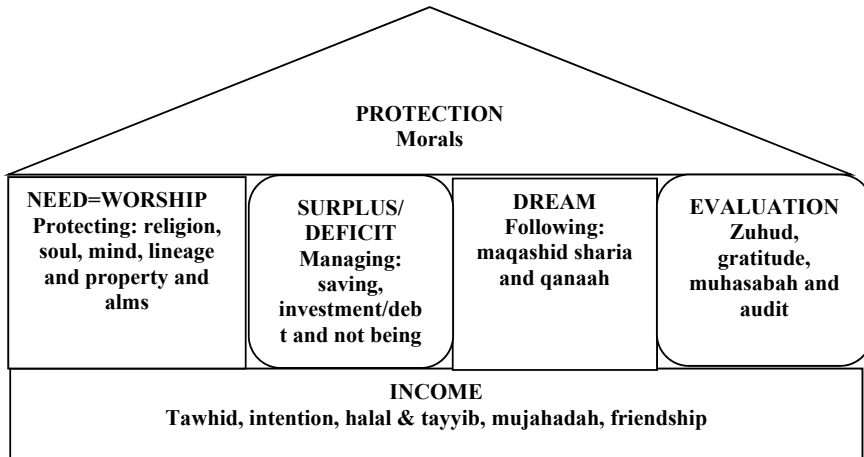 PROTECTION
Morals
NEED=WORSHIP
Protecting: religion,
soul, mind, lineage
and property and
alms
SURPLUS/
DEFICIT
Managing:
saving,
investment/deb
t and not being
DREAM
Following:
maqashid sharia
and qanaah
EVALUATION
Zuhud,
gratitude,
muhasabah and
audit
INCOME
Tawhid, intention, halal & tayyib, mujahadah, friendship